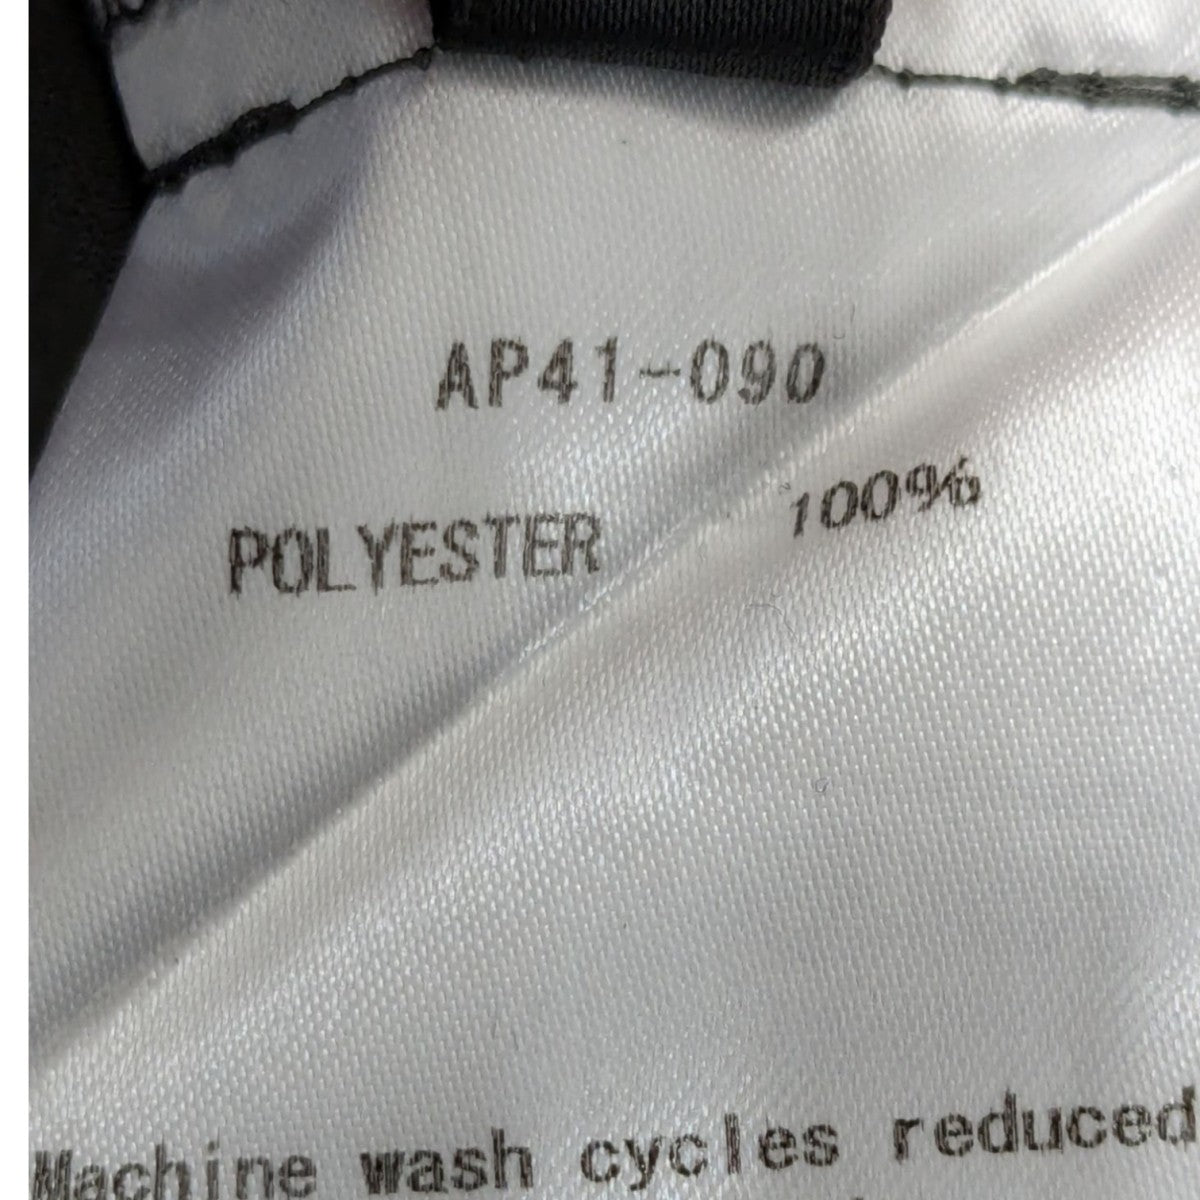 AP41-090
POLYESTER 100%
Machine wash cycles reduced